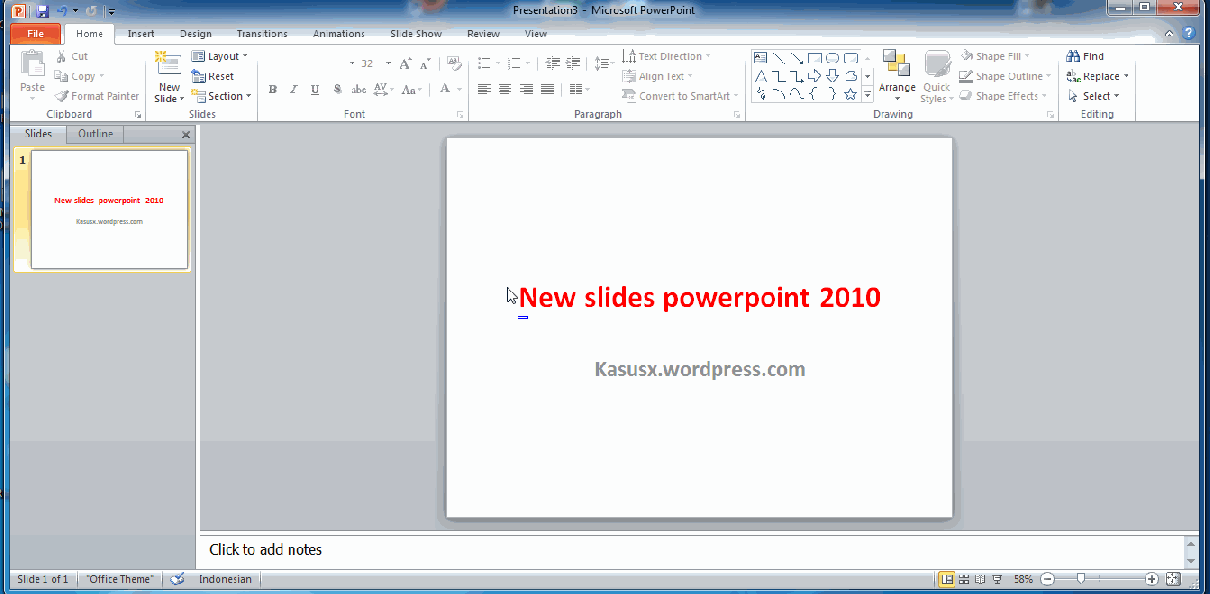 Presentation3 - Microsoft PowerPoint
File Home Insert Design Transitions Animations Slide Show Review View
Cut Layout 32 Text Direction Shape Fill Find
Copy Reset Align Text Shape Outline Replace
Paste Format Painter New Slide Section B I U S abc AV Aa A Convert to SmartArt Arrange Quick Styles Shape Effects Select
Clipboard Slides Font Paragraph Drawing Editing
Slides Outline
1
New slides powerpoint 2010
Kasusx.wordpress.com
New slides powerpoint 2010
Kasusx.wordpress.com
Click to add notes
Slide 1 of 1 "Office Theme" Indonesian 58%